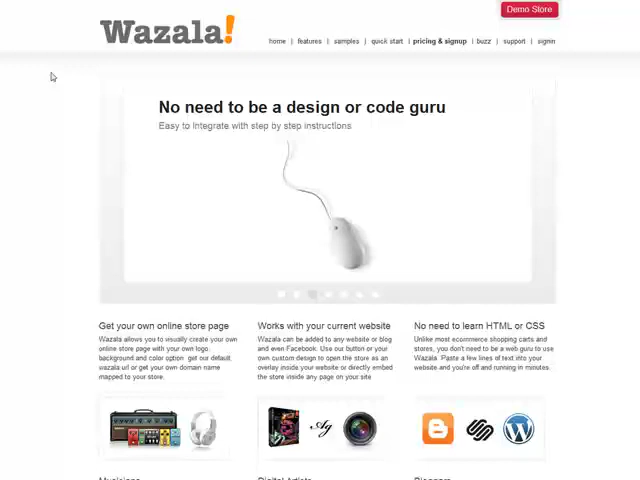 Demo Store
Wazala!
home | features | samples | quick start | pricing & signup | buzz | support | signin
No need to be a design or code guru
Easy to Integrate with step by step instructions
Get your own online store page
Wazala allows you to visually create your own
online store page with your own logo,
background and color option. get our default
wazala url or get your own domain name
mapped to your store.
Works with your current website
Wazala can be added to any website or blog
and even Facebook. Use our button or your
own custom design to open the store as an
overlay inside your website or directly embed
the store inside any page on your site
No need to learn HTML or CSS
Unlike most ecommerce shopping carts and
stores, you don't need to be a web guru to use
Wazala. Paste a few lines of text into your
website and you're off and running in minutes.
Ag
Musicians
Digital Artists
Bloggers